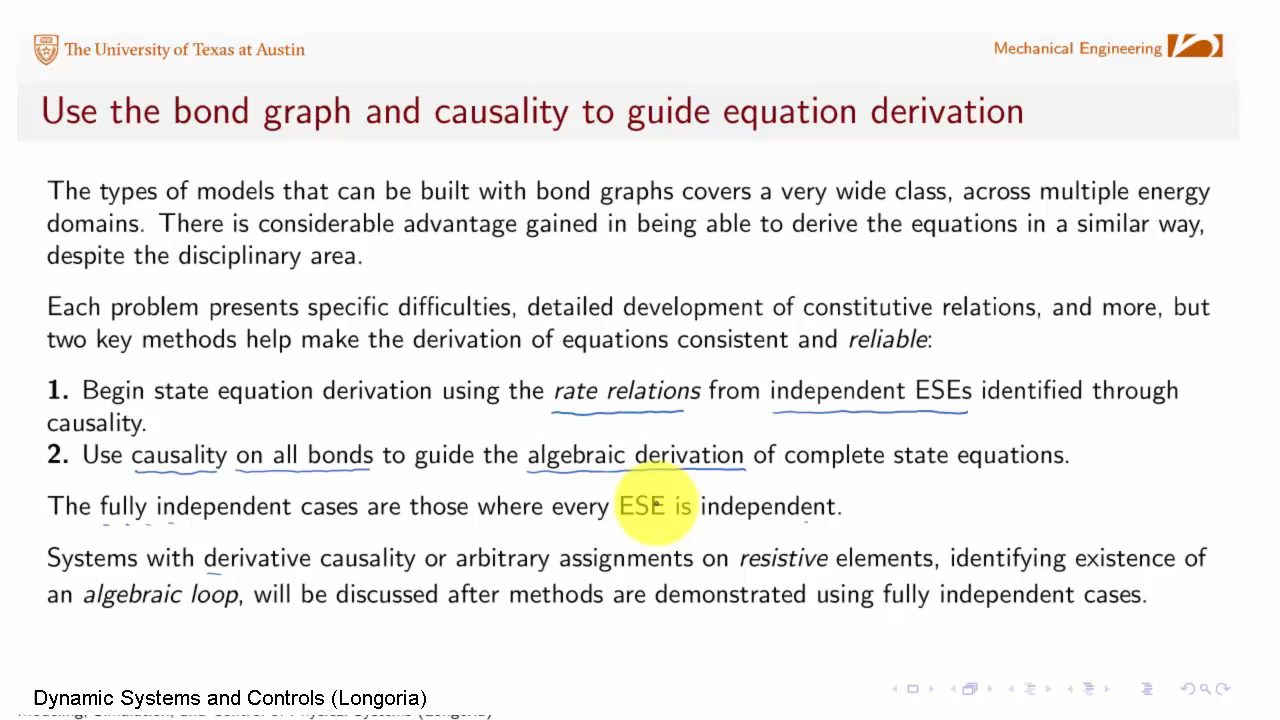 The University of Texas at Austin
Mechanical Engineering
Use the bond graph and causality to guide equation derivation
The types of models that can be built with bond graphs covers a very wide class, across multiple energy
domains. There is considerable advantage gained in being able to derive the equations in a similar way,
despite the disciplinary area.
Each problem presents specific difficulties, detailed development of constitutive relations, and more, but
two key methods help make the derivation of equations consistent and reliable:
1. Begin state equation derivation using the rate relations from independent ESEs identified through
causality.
2. Use causality on all bonds to guide the algebraic derivation of complete state equations.
The fully independent cases are those where every ESE is independent.
Systems with derivative causality or arbitrary assignments on resistive elements, identifying existence of
an algebraic loop, will be discussed after methods are demonstrated using fully independent cases.
Dynamic Systems and Controls (Longoria)
Modeling, Simulation, and Control of Physical Systems (Longoria)